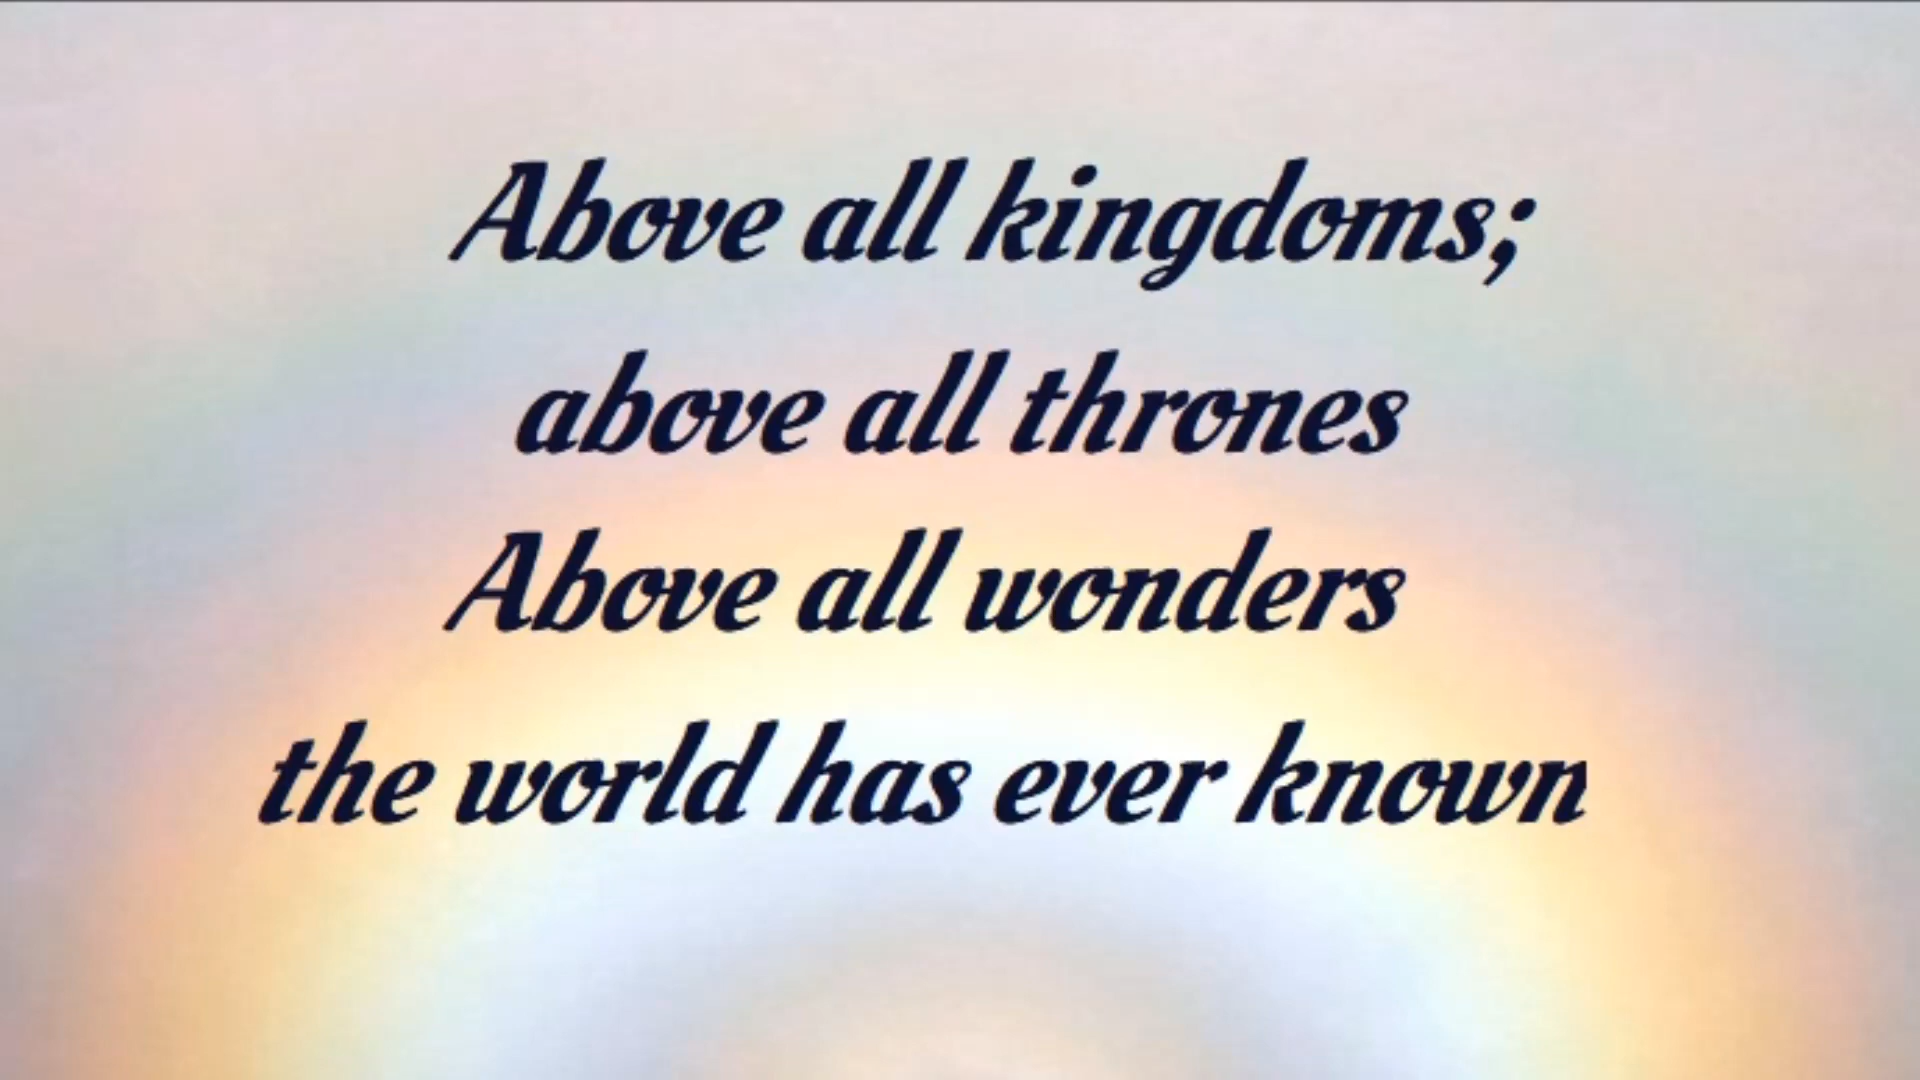 Above all kingdoms;
above all thrones
Above all wonders
the world has ever known